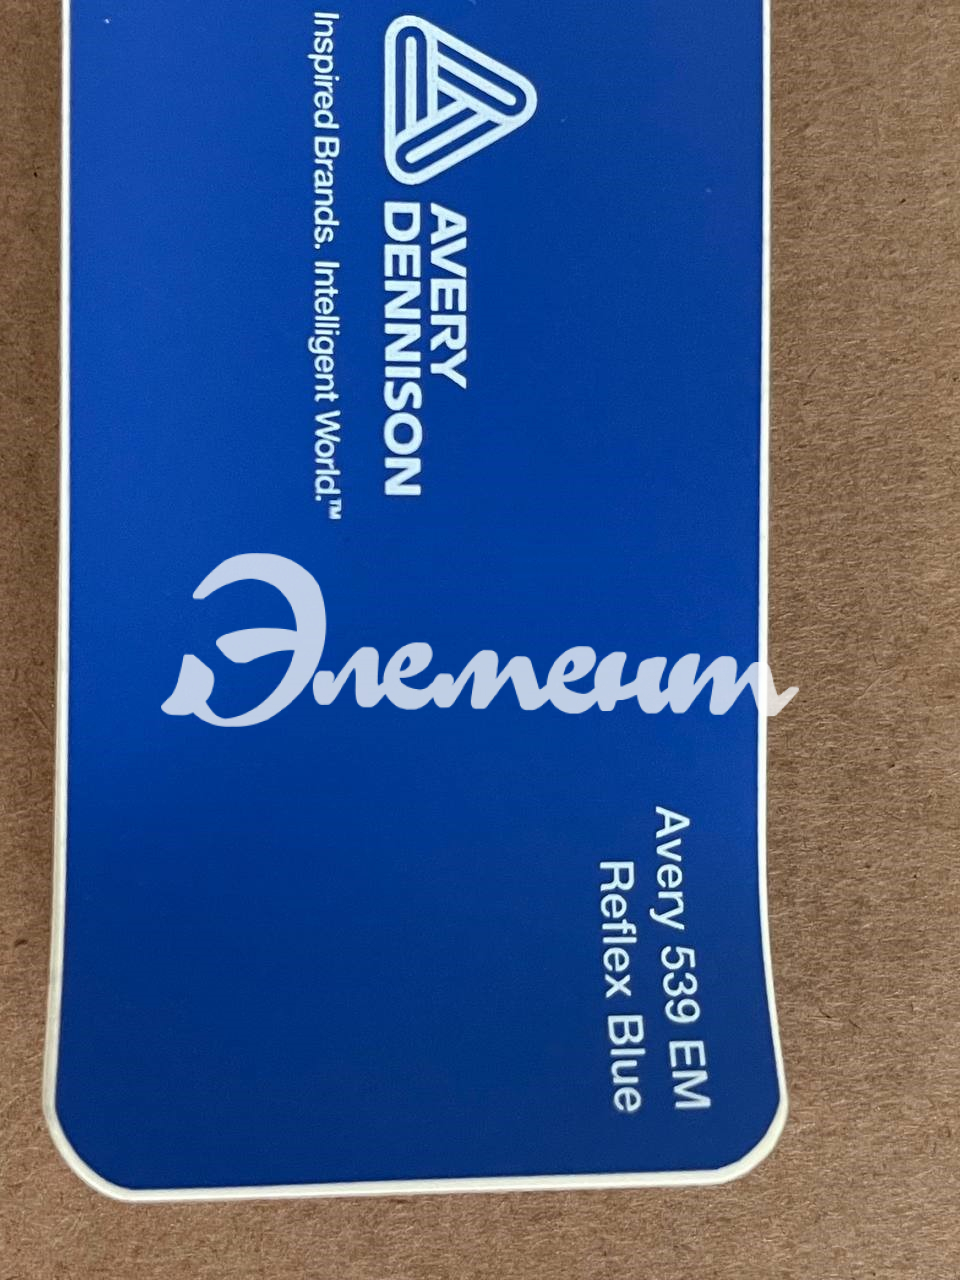 AVERY
DENNISON
Inspired Brands. Intelligent World.™
Элемент
Avery 539 EM
Reflex Blue